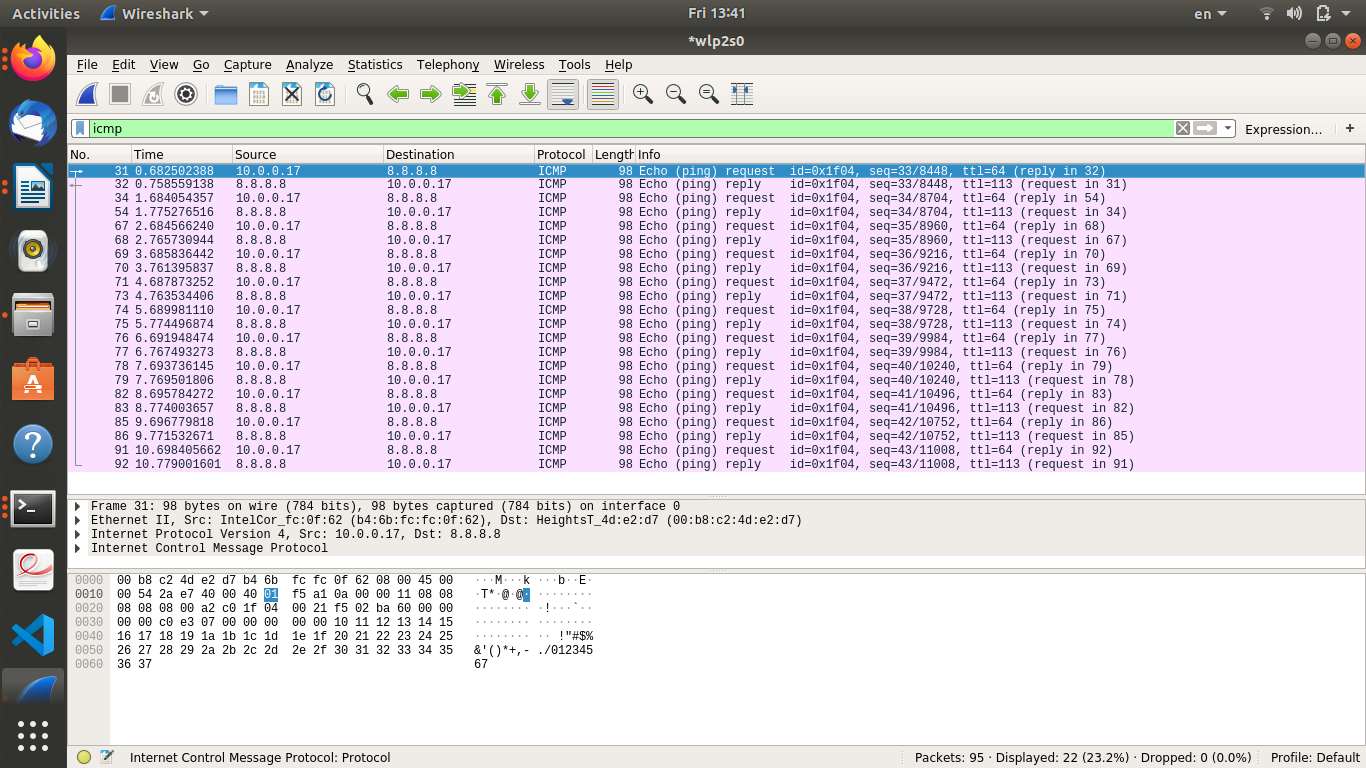 Activities Wireshark Fri 13:41 en
*wlp2s0
File Edit View Go Capture Analyze Statistics Telephony Wireless Tools Help
icmp Expression… +
No. Time Source Destination Protocol Length Info
31 0.682502388 10.0.0.17 8.8.8.8 ICMP 98 Echo (ping) request id=0x1f04, seq=33/8448, ttl=64 (reply in 32)
32 0.758559138 8.8.8.8 10.0.0.17 ICMP 98 Echo (ping) reply id=0x1f04, seq=33/8448, ttl=113 (request in 31)
34 1.684054357 10.0.0.17 8.8.8.8 ICMP 98 Echo (ping) request id=0x1f04, seq=34/8704, ttl=64 (reply in 54)
54 1.775276516 8.8.8.8 10.0.0.17 ICMP 98 Echo (ping) reply id=0x1f04, seq=34/8704, ttl=113 (request in 34)
67 2.684566240 10.0.0.17 8.8.8.8 ICMP 98 Echo (ping) request id=0x1f04, seq=35/8960, ttl=64 (reply in 68)
68 2.765730944 8.8.8.8 10.0.0.17 ICMP 98 Echo (ping) reply id=0x1f04, seq=35/8960, ttl=113 (request in 67)
69 3.685836442 10.0.0.17 8.8.8.8 ICMP 98 Echo (ping) request id=0x1f04, seq=36/9216, ttl=64 (reply in 70)
70 3.761395837 8.8.8.8 10.0.0.17 ICMP 98 Echo (ping) reply id=0x1f04, seq=36/9216, ttl=113 (request in 69)
71 4.687873252 10.0.0.17 8.8.8.8 ICMP 98 Echo (ping) request id=0x1f04, seq=37/9472, ttl=64 (reply in 73)
73 4.763534406 8.8.8.8 10.0.0.17 ICMP 98 Echo (ping) reply id=0x1f04, seq=37/9472, ttl=113 (request in 71)
74 5.689981110 10.0.0.17 8.8.8.8 ICMP 98 Echo (ping) request id=0x1f04, seq=38/9728, ttl=64 (reply in 75)
75 5.774496874 8.8.8.8 10.0.0.17 ICMP 98 Echo (ping) reply id=0x1f04, seq=38/9728, ttl=113 (request in 74)
76 6.691948474 10.0.0.17 8.8.8.8 ICMP 98 Echo (ping) request id=0x1f04, seq=39/9984, ttl=64 (reply in 77)
77 6.767493273 8.8.8.8 10.0.0.17 ICMP 98 Echo (ping) reply id=0x1f04, seq=39/9984, ttl=113 (request in 76)
78 7.693736145 10.0.0.17 8.8.8.8 ICMP 98 Echo (ping) request id=0x1f04, seq=40/10240, ttl=64 (reply in 79)
79 7.769501806 8.8.8.8 10.0.0.17 ICMP 98 Echo (ping) reply id=0x1f04, seq=40/10240, ttl=113 (request in 78)
82 8.695784272 10.0.0.17 8.8.8.8 ICMP 98 Echo (ping) request id=0x1f04, seq=41/10496, ttl=64 (reply in 83)
83 8.774003657 8.8.8.8 10.0.0.17 ICMP 98 Echo (ping) reply id=0x1f04, seq=41/10496, ttl=113 (request in 82)
85 9.696779818 10.0.0.17 8.8.8.8 ICMP 98 Echo (ping) request id=0x1f04, seq=42/10752, ttl=64 (reply in 86)
86 9.771532671 8.8.8.8 10.0.0.17 ICMP 98 Echo (ping) reply id=0x1f04, seq=42/10752, ttl=113 (request in 85)
91 10.698405662 10.0.0.17 8.8.8.8 ICMP 98 Echo (ping) request id=0x1f04, seq=43/11008, ttl=64 (reply in 92)
92 10.779001601 8.8.8.8 10.0.0.17 ICMP 98 Echo (ping) reply id=0x1f04, seq=43/11008, ttl=113 (request in 91)
Frame 31: 98 bytes on wire (784 bits), 98 bytes captured (784 bits) on interface 0
Ethernet II, Src: IntelCor_fc:0f:62 (b4:6b:fc:fc:0f:62), Dst: HeightsT_4d:e2:d7 (00:b8:c2:4d:e2:d7)
Internet Protocol Version 4, Src: 10.0.0.17, Dst: 8.8.8.8
Internet Control Message Protocol
0000 00 b8 c2 4d e2 d7 b4 6b fc fc 0f 62 08 00 45 00 ···M···k ···b··E·
0010 00 54 2a e7 40 00 40 01 f5 a1 0a 00 00 11 08 08 ·T*·@·@· ········
0020 08 08 08 00 a2 c0 1f 04 00 21 f5 02 ba 60 00 00 ········ ·!···`··
0030 00 00 c0 e3 07 00 00 00 00 00 10 11 12 13 14 15 ········ ········
0040 16 17 18 19 1a 1b 1c 1d 1e 1f 20 21 22 23 24 25 ········ ·· !"#$%
0050 26 27 28 29 2a 2b 2c 2d 2e 2f 30 31 32 33 34 35 &'()*+,- ./012345
0060 36 37 67
Internet Control Message Protocol: Protocol Packets: 95 · Displayed: 22 (23.2%) · Dropped: 0 (0.0%) Profile: Default